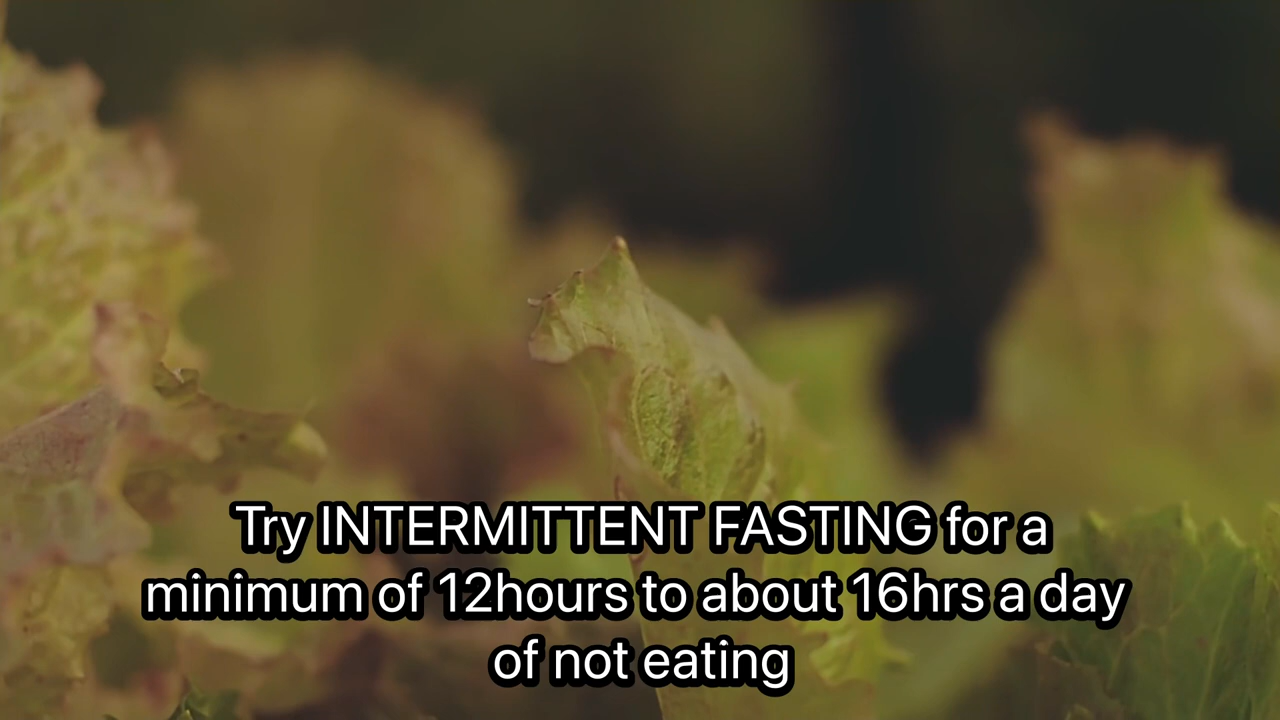 Try INTERMITTENT FASTING for a
minimum of 12hours to about 16hrs a day
of not eating